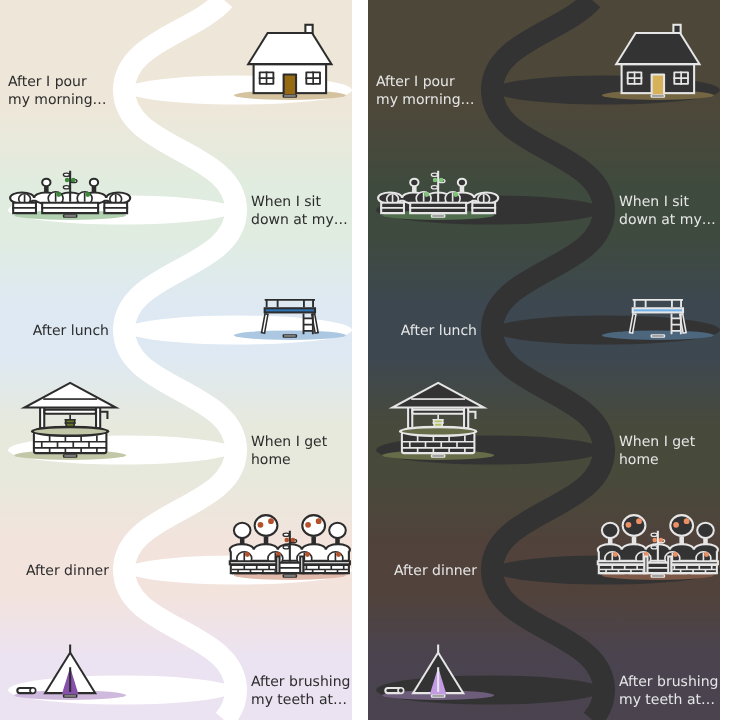 After I pour
my morning…
When I sit
down at my…
After lunch
When I get
home
After dinner
After brushing
my teeth at…
After I pour
my morning…
When I sit
down at my…
After lunch
When I get
home
After dinner
After brushing
my teeth at…